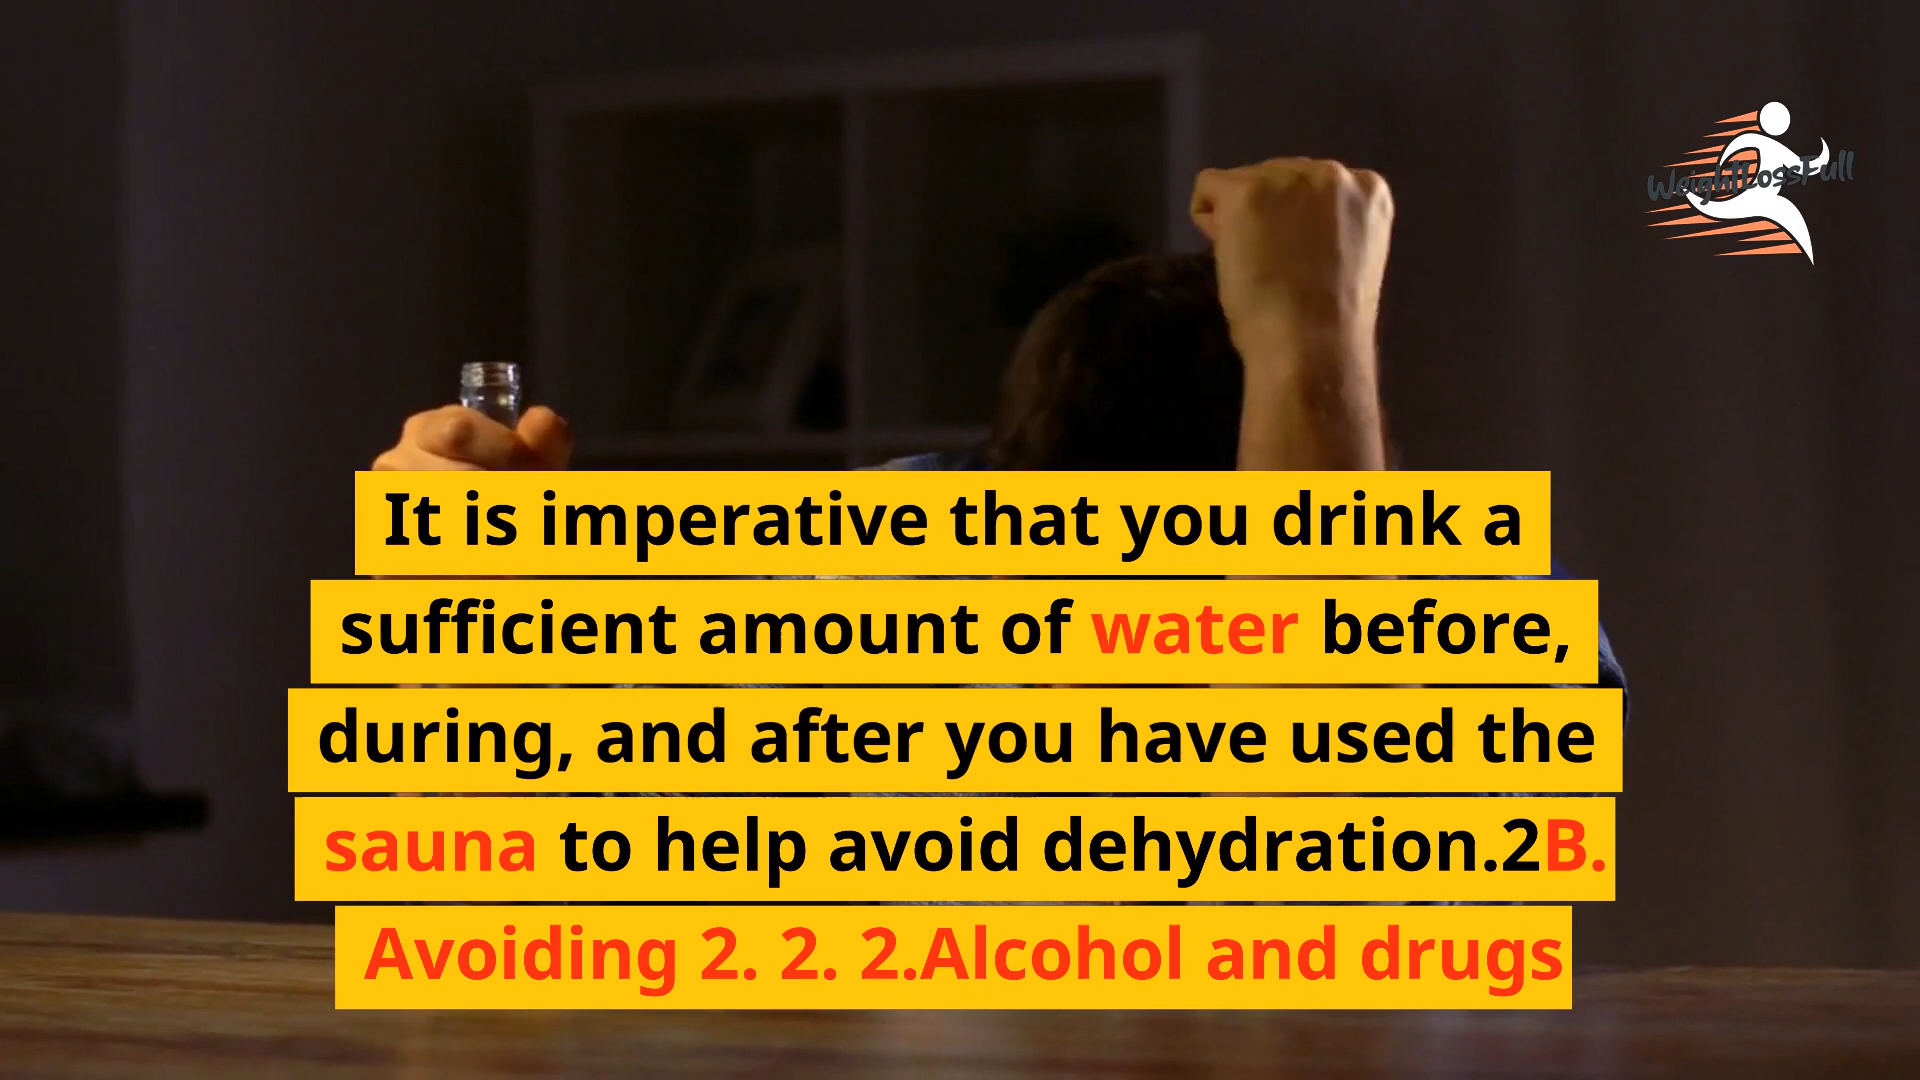 WeightLossFull
It is imperative that you drink a
sufficient amount of water before,
during, and after you have used the
sauna to help avoid dehydration.2B.
Avoiding 2. 2. 2.Alcohol and drugs